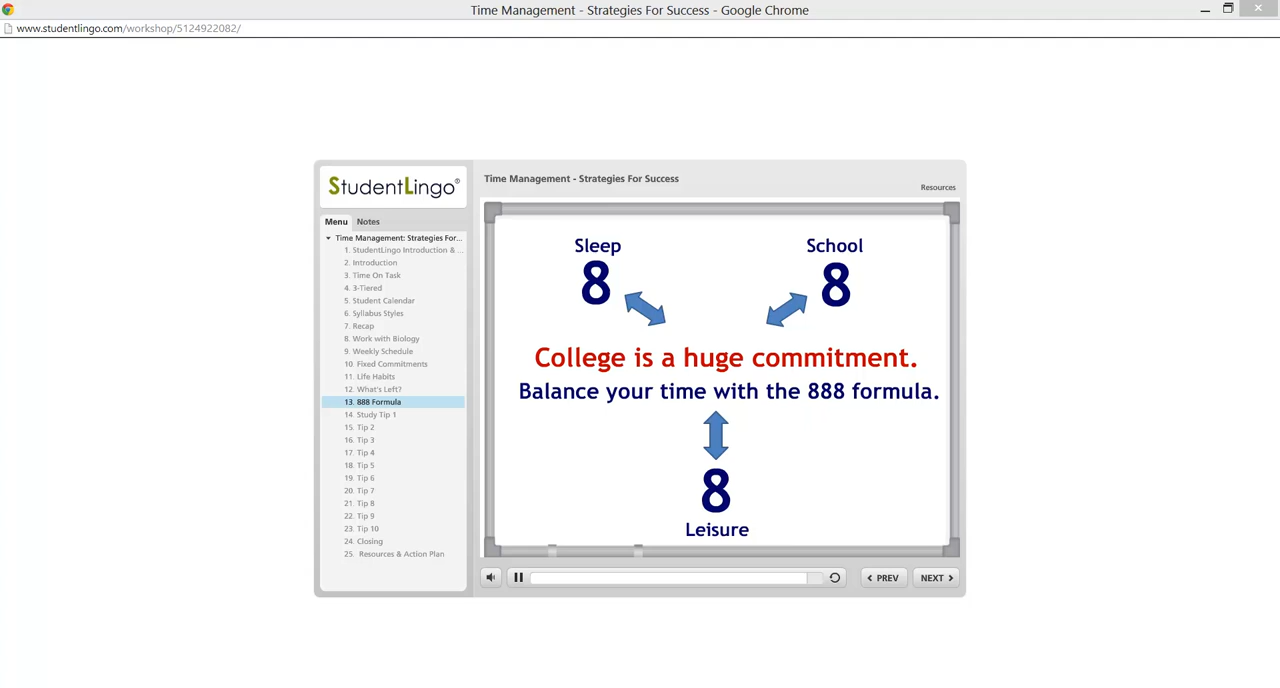 Time Management - Strategies For Success - Google Chrome
www.studentlingo.com/workshop/5124922082/
StudentLingo®
Menu Notes
Time Management: Strategies For...
1. StudentLingo Introduction & ...
2. Introduction
3. Time On Task
4. 3-Tiered
5. Student Calendar
6. Syllabus Styles
7. Recap
8. Work with Biology
9. Weekly Schedule
10. Fixed Commitments
11. Life Habits
12. What's Left?
13. 888 Formula
14. Study Tip 1
15. Tip 2
16. Tip 3
17. Tip 4
18. Tip 5
19. Tip 6
20. Tip 7
21. Tip 8
22. Tip 9
23. Tip 10
24. Closing
25. Resources & Action Plan
Time Management - Strategies For Success
Resources
Sleep School
8 8
College is a huge commitment.
Balance your time with the 888 formula.
8
Leisure
PREV NEXT